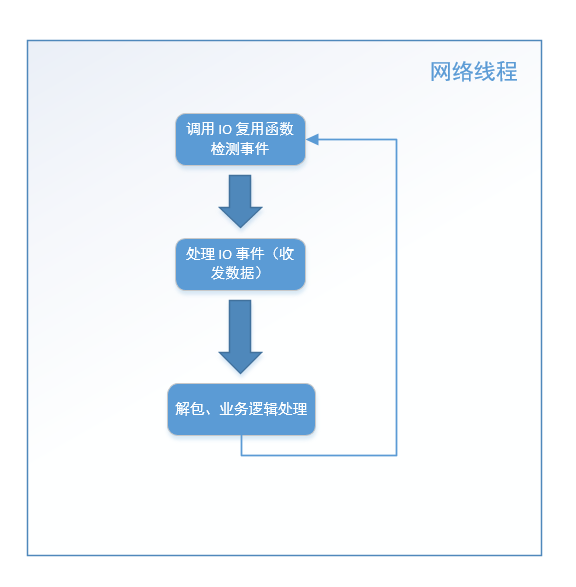 网络线程
调用 IO 复用函数
检测事件
处理 IO 事件（收
发数据）
解包、业务逻辑处理